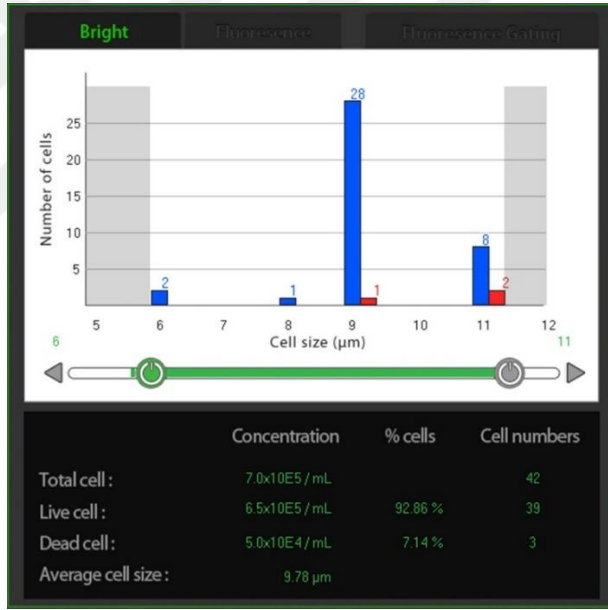 Bright Fluoresence Fluoresence Gating
Number of cells
25
20
15
10
5
2
1
28
1
8
2
5 6 7 8 9 10 11 12
6 Cell size (µm) 11
Concentration % cells Cell numbers
Total cell : 7.0x10E5 / mL 42
Live cell : 6.5x10E5 / mL 92.86 % 39
Dead cell : 5.0x10E4 / mL 7.14 % 3
Average cell size : 9.78 µm